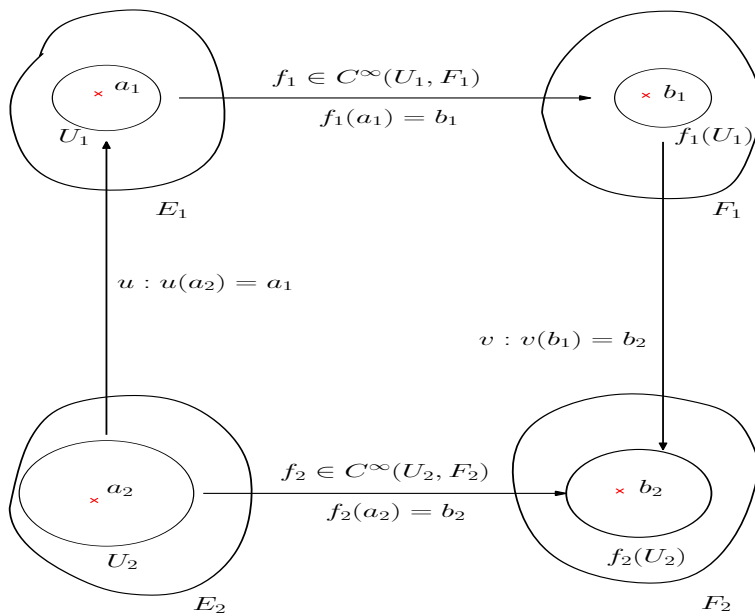 f₁ ∈ C^∞(U₁, F₁)
a₁
b₁
f₁(a₁) = b₁
U₁
f₁(U₁)
E₁
F₁
u : u(a₂) = a₁
v : v(b₁) = b₂
f₂ ∈ C^∞(U₂, F₂)
a₂
b₂
f₂(a₂) = b₂
U₂
f₂(U₂)
E₂
F₂